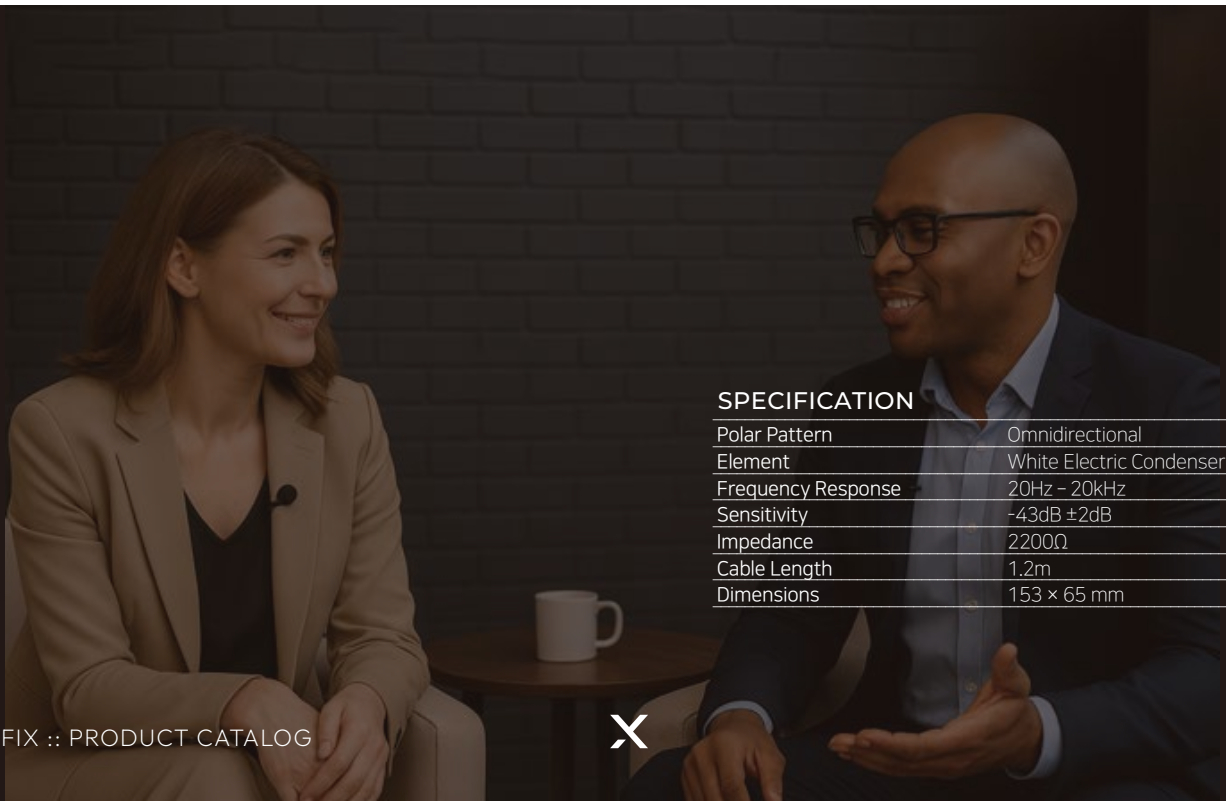 SPECIFICATION
Polar Pattern Omnidirectional
Element White Electric Condenser
Frequency Response 20Hz – 20kHz
Sensitivity -43dB ±2dB
Impedance 2200Ω
Cable Length 1.2m
Dimensions 153 × 65 mm
FIX :: PRODUCT CATALOG